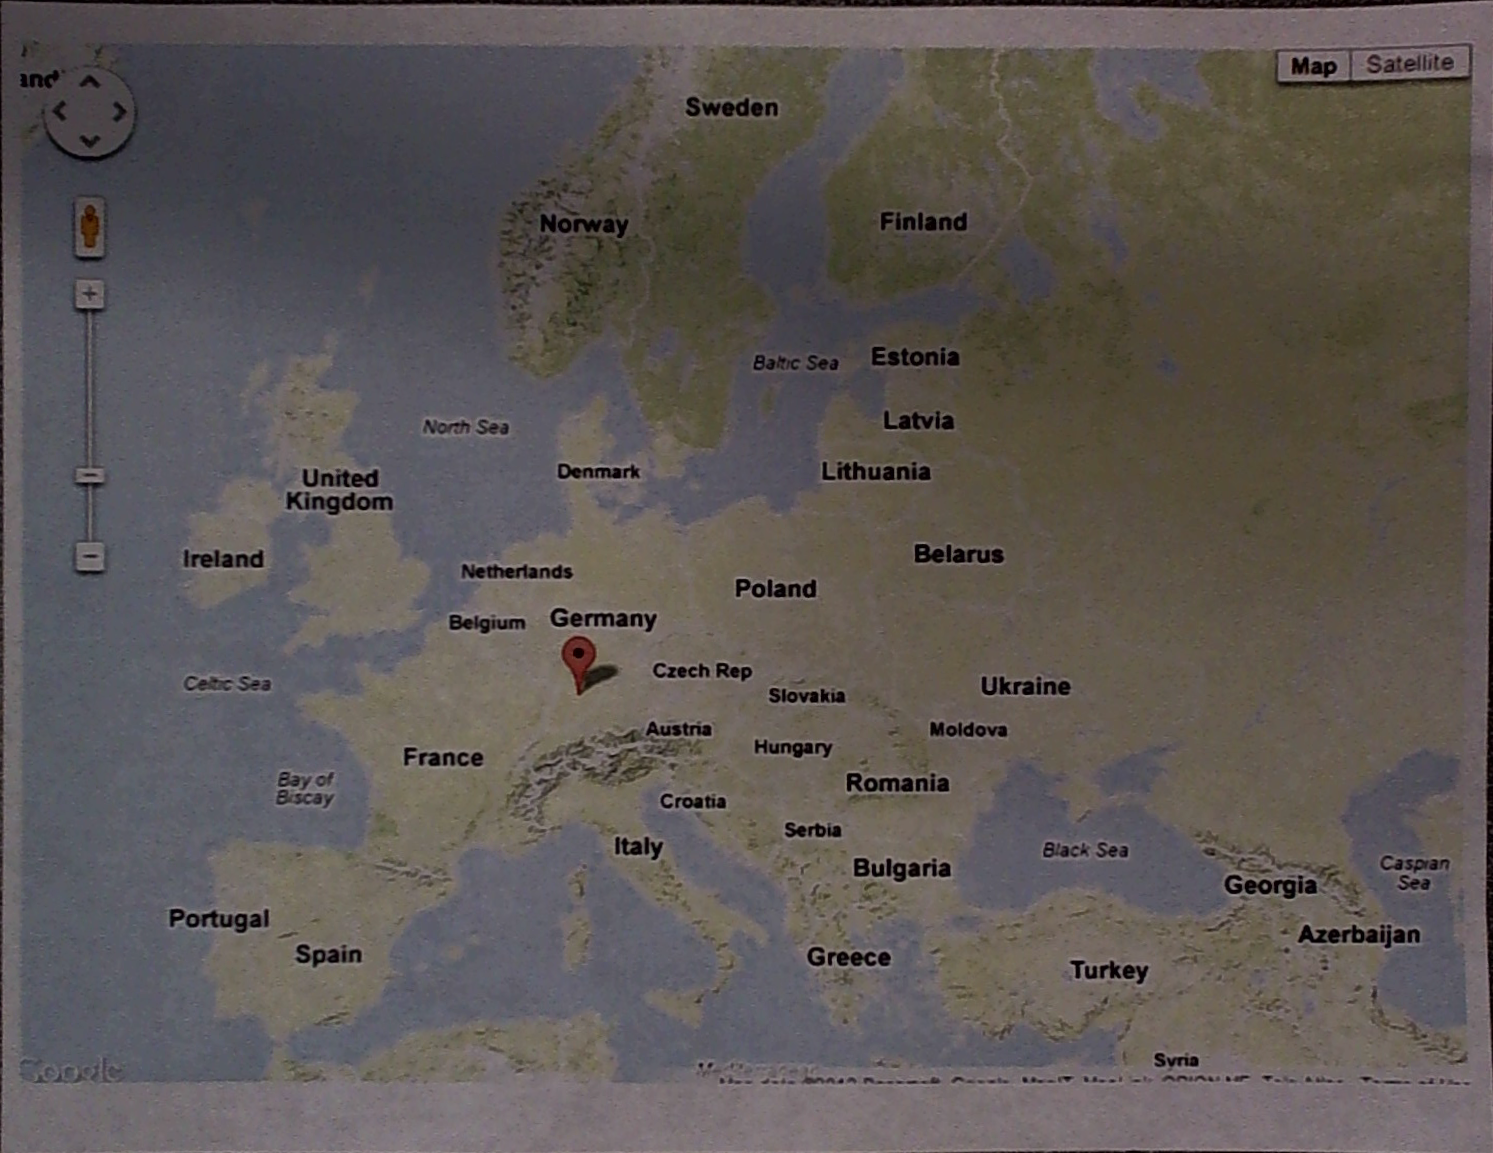 and
Map
Satellite
Sweden
Norway
Finland
Baltic Sea
Estonia
North Sea
Latvia
United
Kingdom
Denmark
Lithuania
Ireland
Netherlands
Belarus
Poland
Belgium
Germany
Celtic Sea
Czech Rep
Slovakia
Ukraine
Austria
Moldova
Hungary
France
Bay of
Biscay
Romania
Croatia
Serbia
Italy
Black Sea
Bulgaria
Caspian
Sea
Georgia
Portugal
Azerbaijan
Spain
Greece
Turkey
Syria
Google
Mediterranean